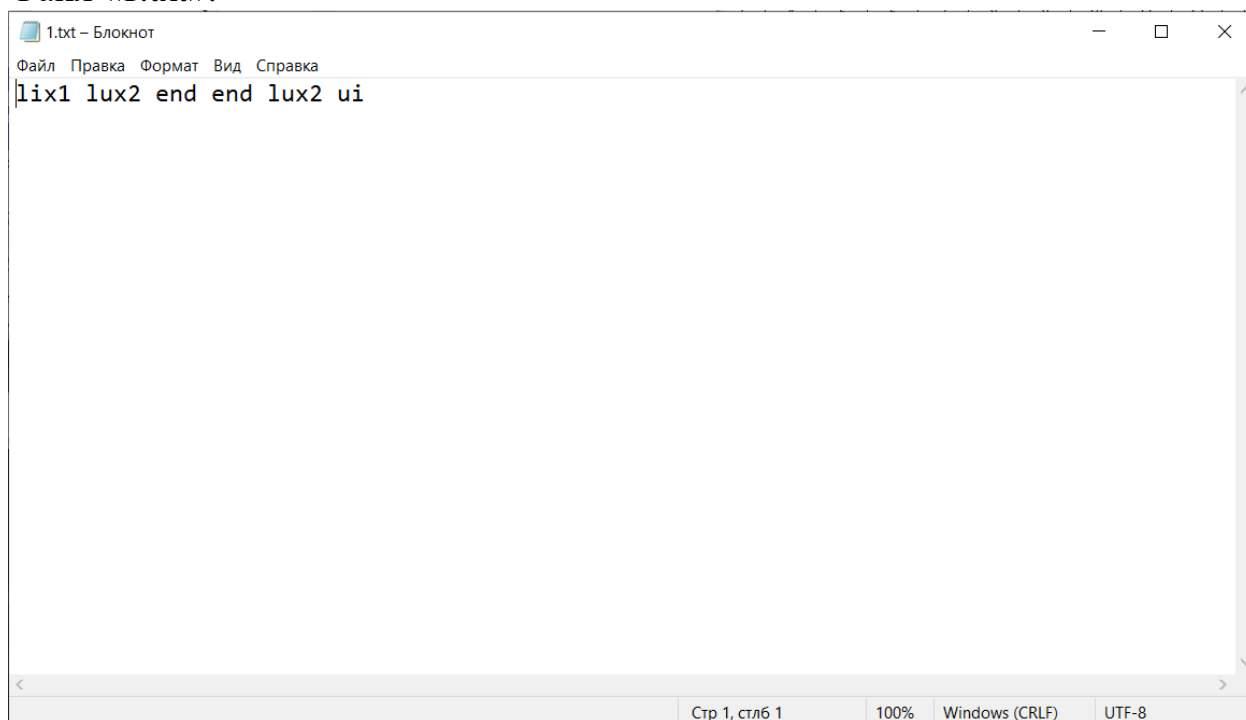 1.txt – Блокнот
Файл Правка Формат Вид Справка
lix1 lux2 end end lux2 ui
Стр 1, стлб 1 100% Windows (CRLF) UTF-8